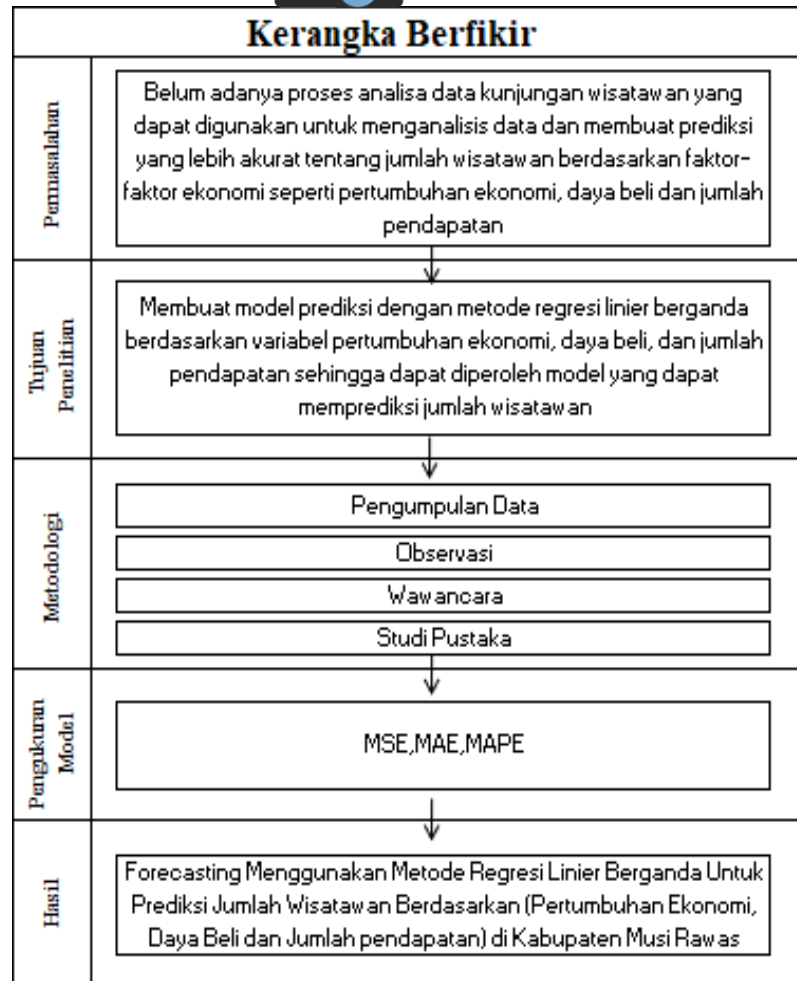 Kerangka Berfikir
Permasalahan
Belum adanya proses analisa data kunjungan wisatawan yang
dapat digunakan untuk menganalisis data dan membuat prediksi
yang lebih akurat tentang jumlah wisatawan berdasarkan faktor-
faktor ekonomi seperti pertumbuhan ekonomi, daya beli dan jumlah
pendapatan
Tujuan
Penelitian
Membuat model prediksi dengan metode regresi linier berganda
berdasarkan variabel pertumbuhan ekonomi, daya beli, dan jumlah
pendapatan sehingga dapat diperoleh model yang dapat
memprediksi jumlah wisatawan
Metodologi
Pengumpulan Data
Observasi
Wawancara
Studi Pustaka
Pengukuran
Model
MSE,MAE,MAPE
Hasil
Forecasting Menggunakan Metode Regresi Linier Berganda Untuk
Prediksi Jumlah Wisatawan Berdasarkan (Pertumbuhan Ekonomi,
Daya Beli dan Jumlah pendapatan) di Kabupaten Musi Rawas